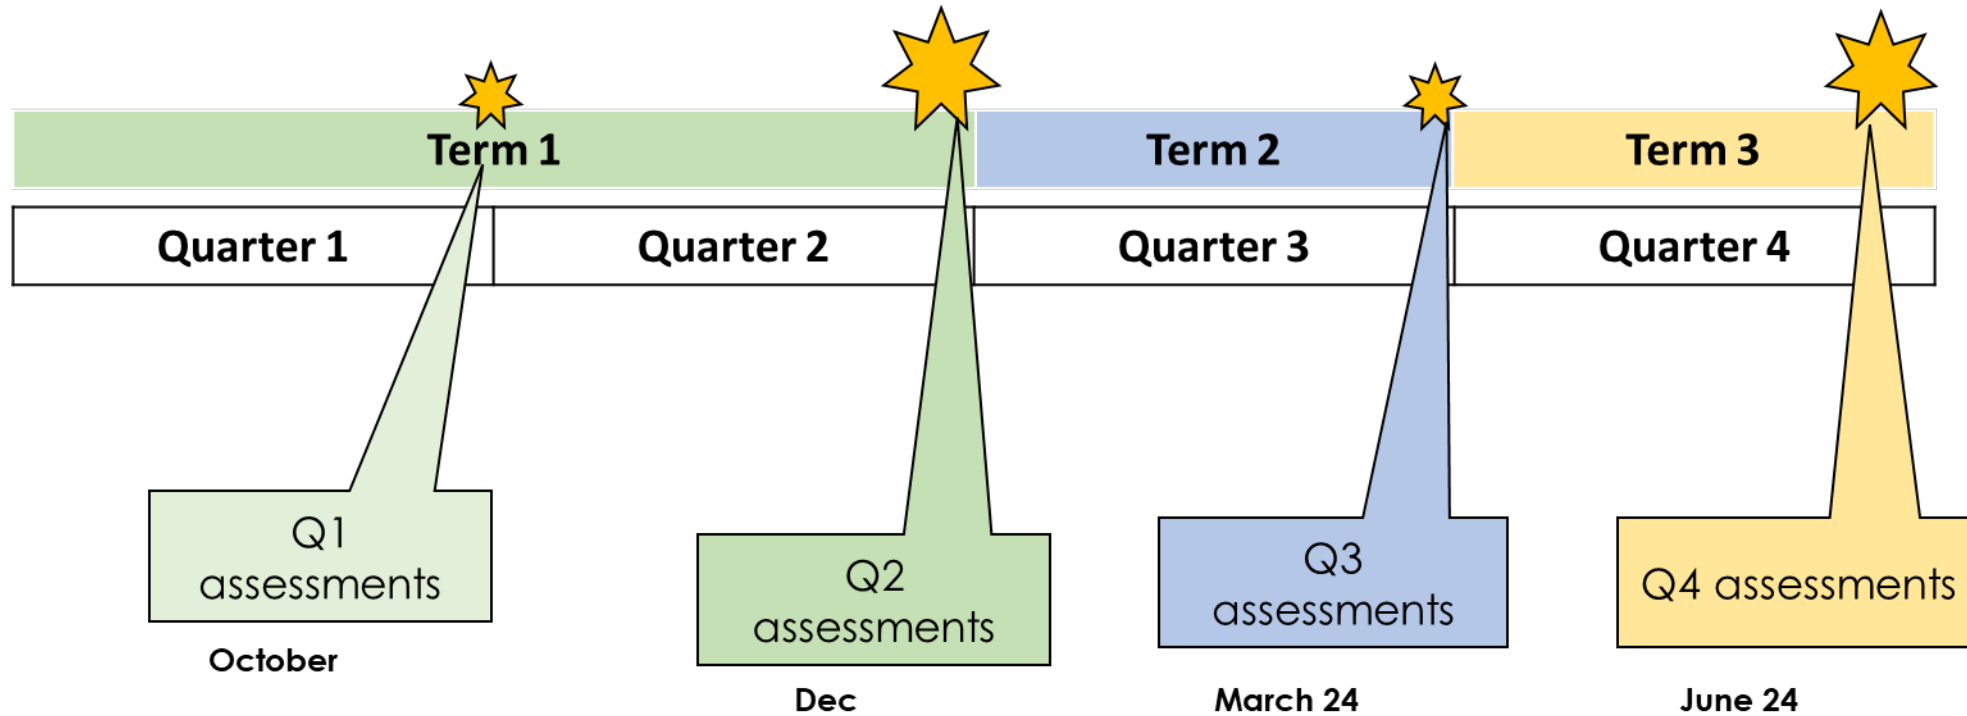 Term 1
Term 2
Term 3
Quarter 1
Quarter 2
Quarter 3
Quarter 4
Q1
assessments
October
Q2
assessments
Dec
Q3
assessments
March 24
Q4 assessments
June 24